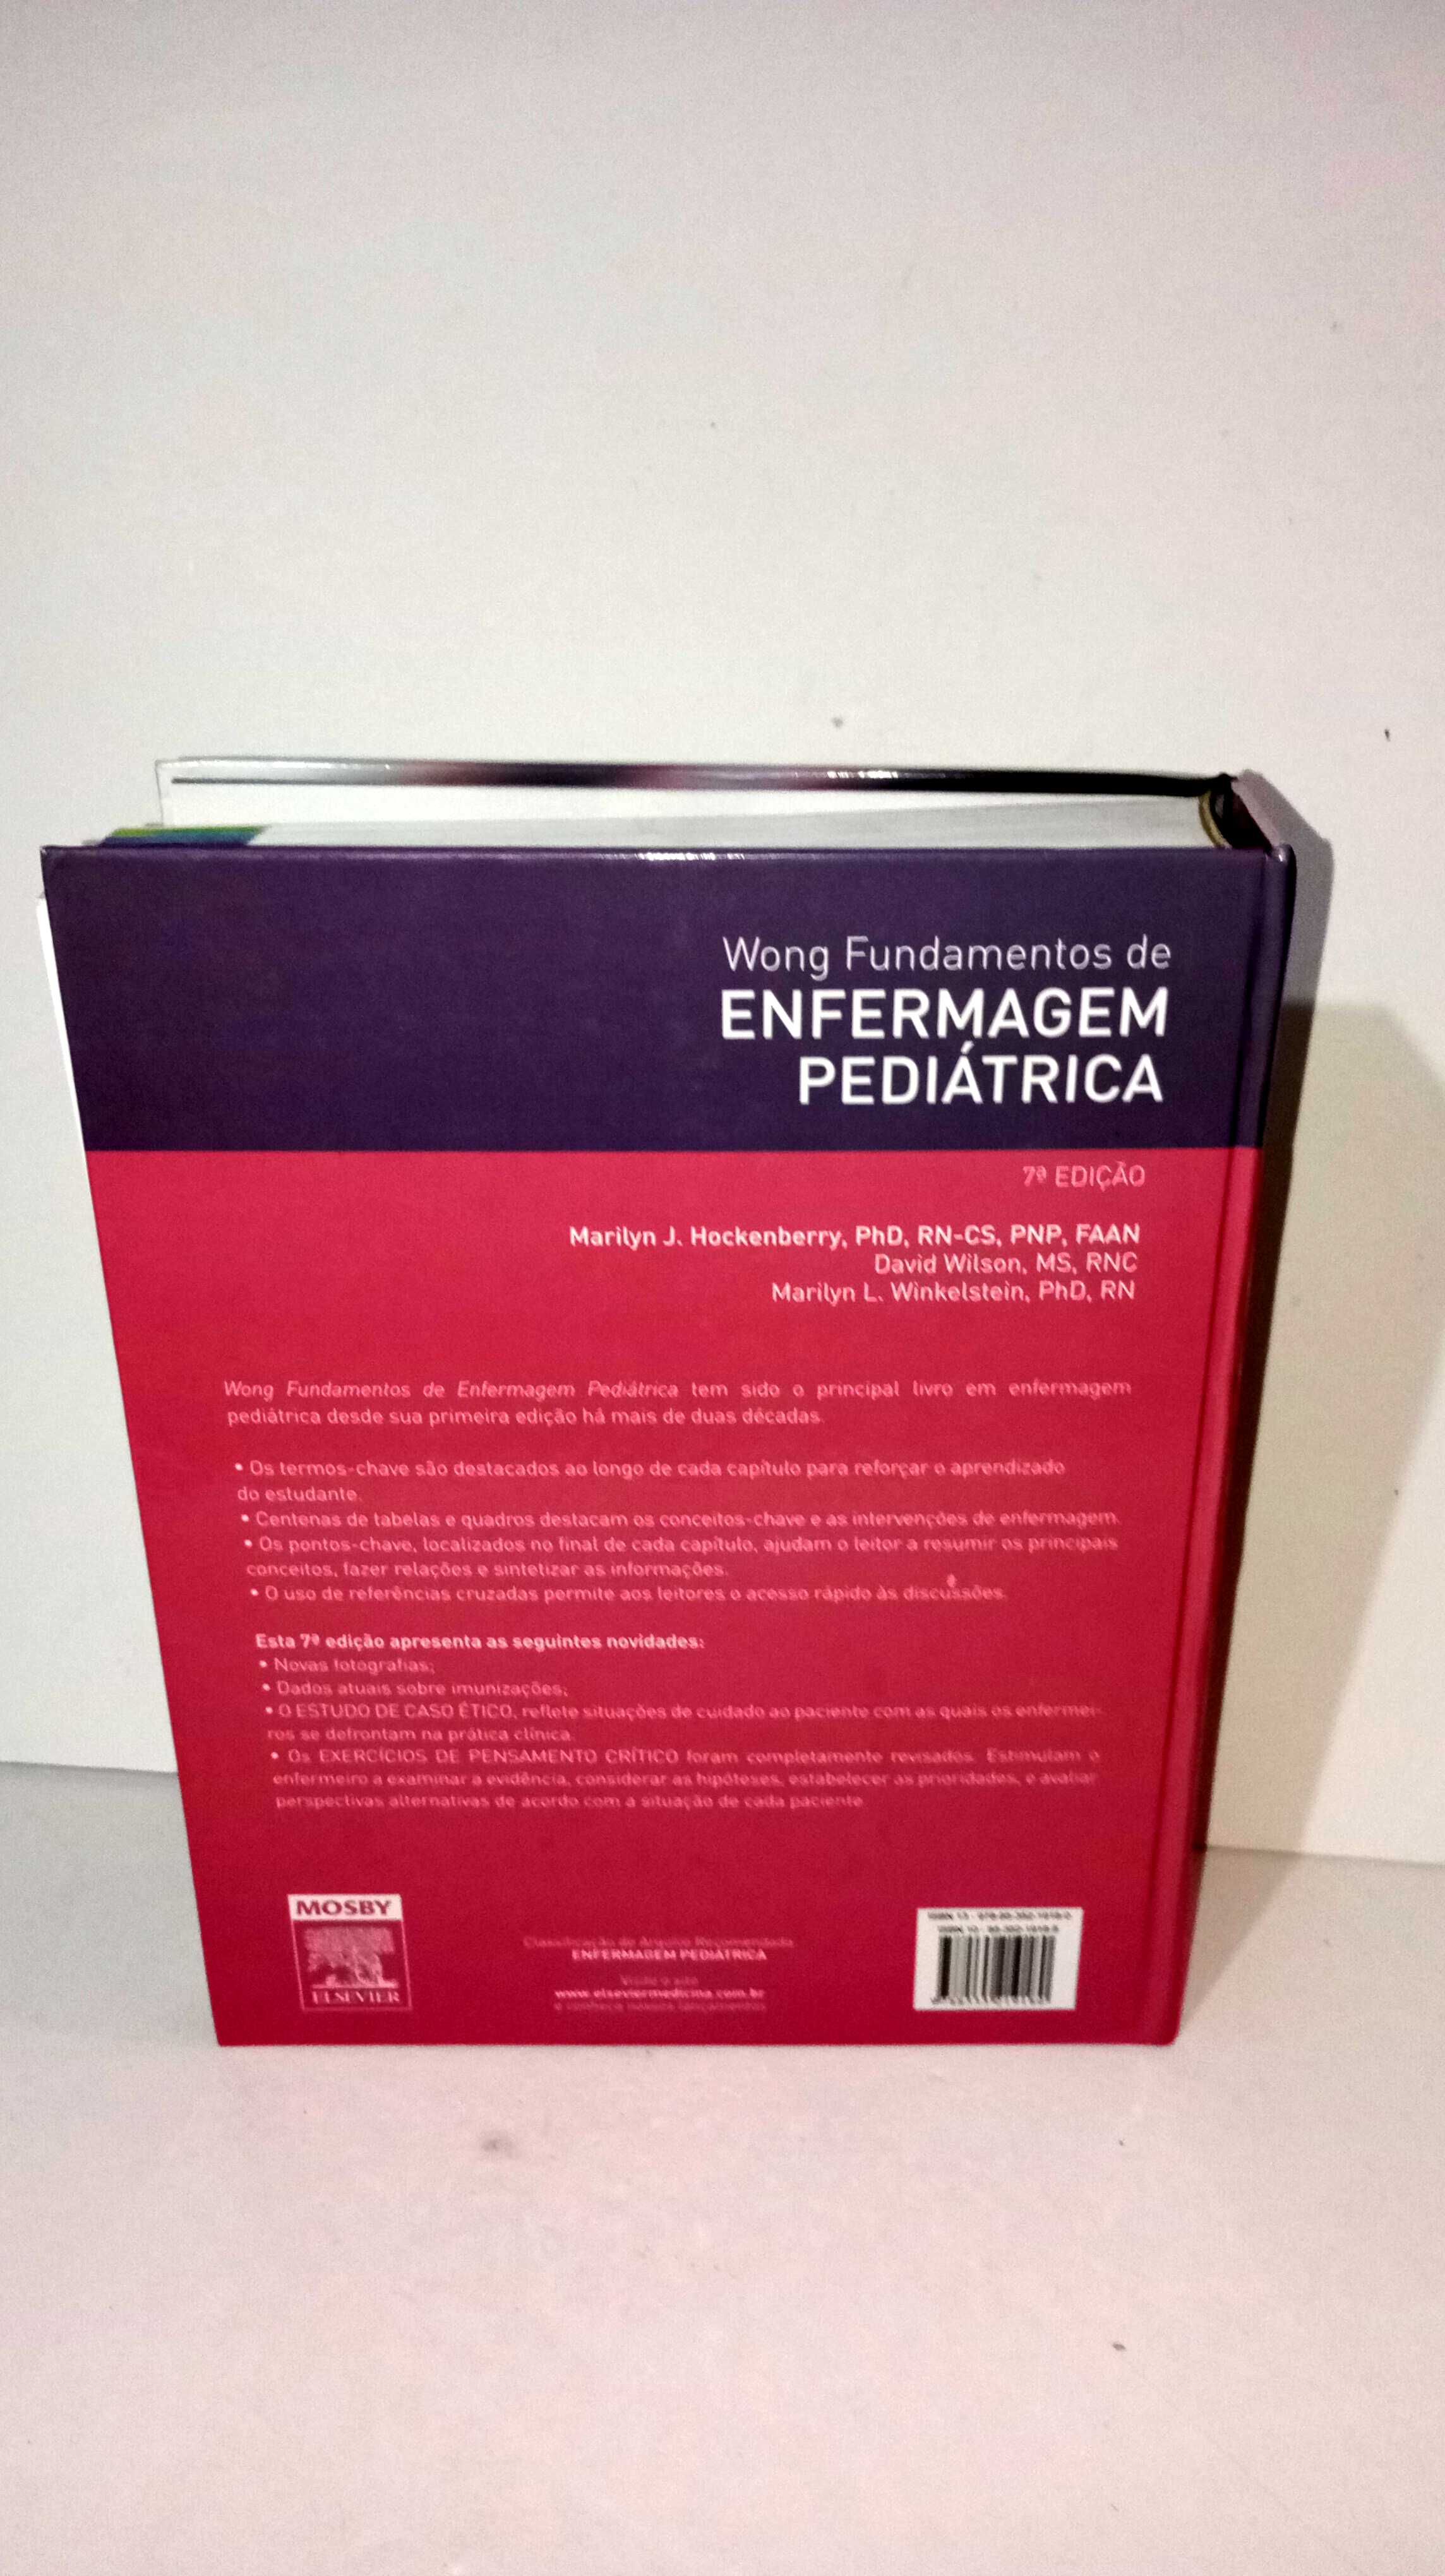 Wong Fundamentos de
ENFERMAGEM
PEDIÁTRICA
7ª EDIÇÃO
Marilyn J. Hockenberry, PhD, RN-CS, PNP, FAAN
David Wilson, MS, RNC
Marilyn L. Winkelstein, PhD, RN
Wong Fundamentos de Enfermagem Pediátrica tem sido o principal livro em enfermagem
pediátrica desde sua primeira edição há mais de duas décadas.
• Os termos-chave são destacados ao longo de cada capítulo para reforçar o aprendizado
do estudante.
• Centenas de tabelas e quadros destacam os conceitos-chave e as intervenções de enfermagem.
• Os pontos-chave, localizados no final de cada capítulo, ajudam o leitor a resumir os principais
conceitos, fazer relações e sintetizar as informações.
• O uso de referências cruzadas permite aos leitores o acesso rápido às discussões.
Esta 7ª edição apresenta as seguintes novidades:
• Novas fotografias;
• Dados atuais sobre imunizações;
• O ESTUDO DE CASO ÉTICO, reflete situações de cuidado ao paciente com as quais os enfermei-
ros se defrontam na prática clínica.
• Os EXERCÍCIOS DE PENSAMENTO CRÍTICO foram completamente revisados. Estimulam o
enfermeiro a examinar a evidência, considerar as hipóteses, estabelecer as prioridades, e avaliar
perspectivas alternativas de acordo com a situação de cada paciente.
MOSBY
ELSEVIER
Classificação de Arquivo Recomendada
ENFERMAGEM PEDIÁTRICA
Visite o site
www.elseviermedicina.com.br
e conheça nossos lançamentos